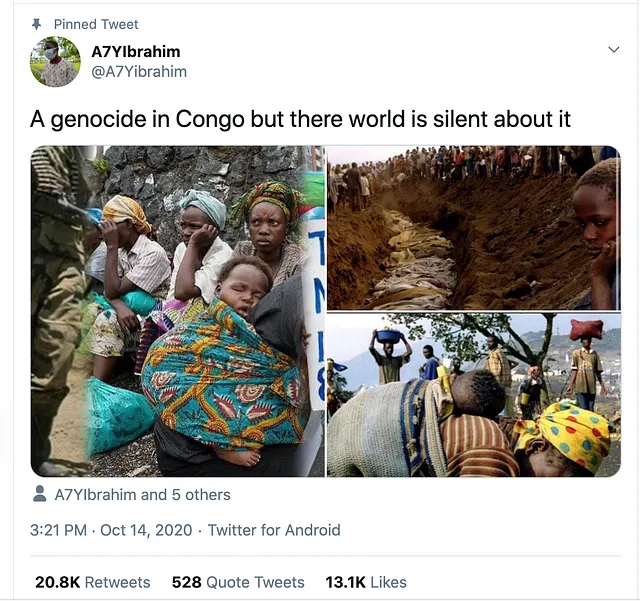 Pinned Tweet
A7YIbrahim
@A7Yibrahim
A genocide in Congo but there world is silent about it
A7YIbrahim and 5 others
3:21 PM · Oct 14, 2020 · Twitter for Android
20.8K Retweets 528 Quote Tweets 13.1K Likes